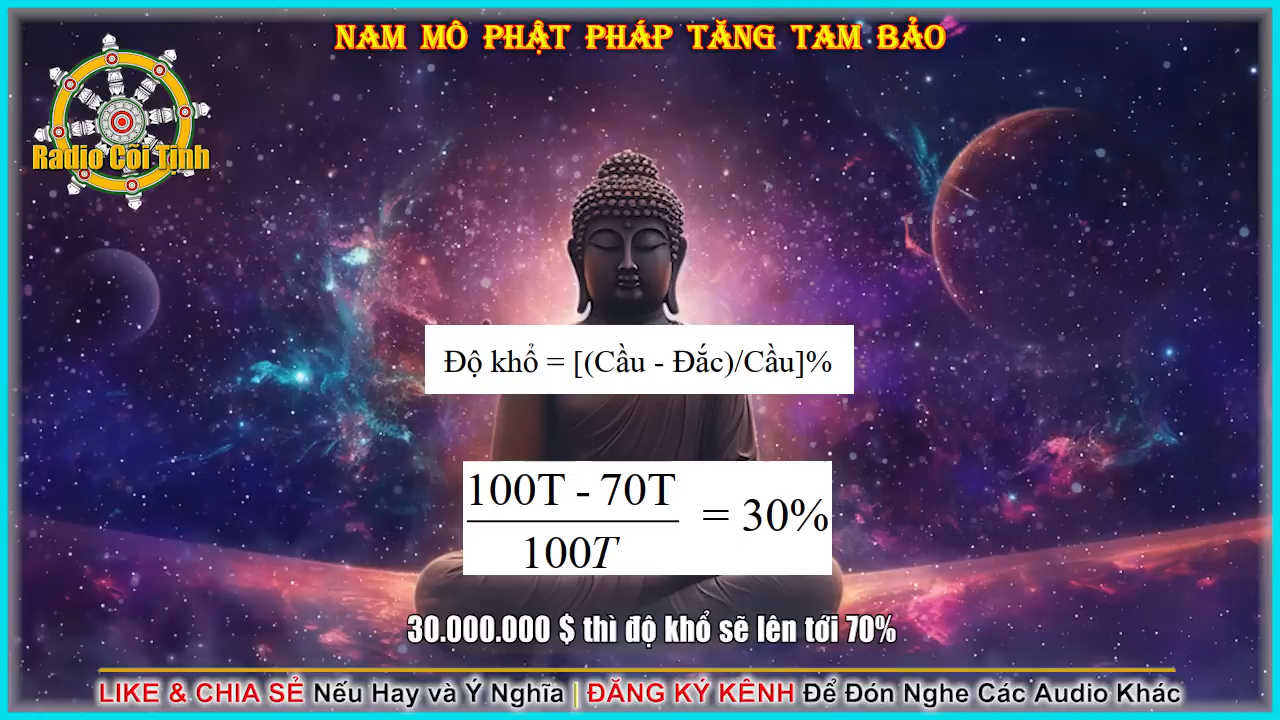 NAM MÔ PHẬT PHÁP TĂNG TAM BẢO
Radio Cõi Tịnh
Độ khổ = [(Cầu - Đắc)/Cầu]%
100T - 70T
= 30%
100T
30.000.000 $ thì độ khổ sẽ lên tới 70%
LIKE & CHIA SẺ Nếu Hay và Ý Nghĩa | ĐĂNG KÝ KÊNH Để Đón Nghe Các Audio Khác